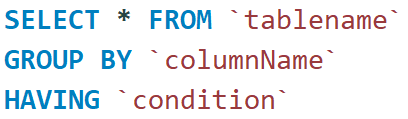 SELECT * FROM `tablename`
GROUP BY `columnName`
HAVING `condition`